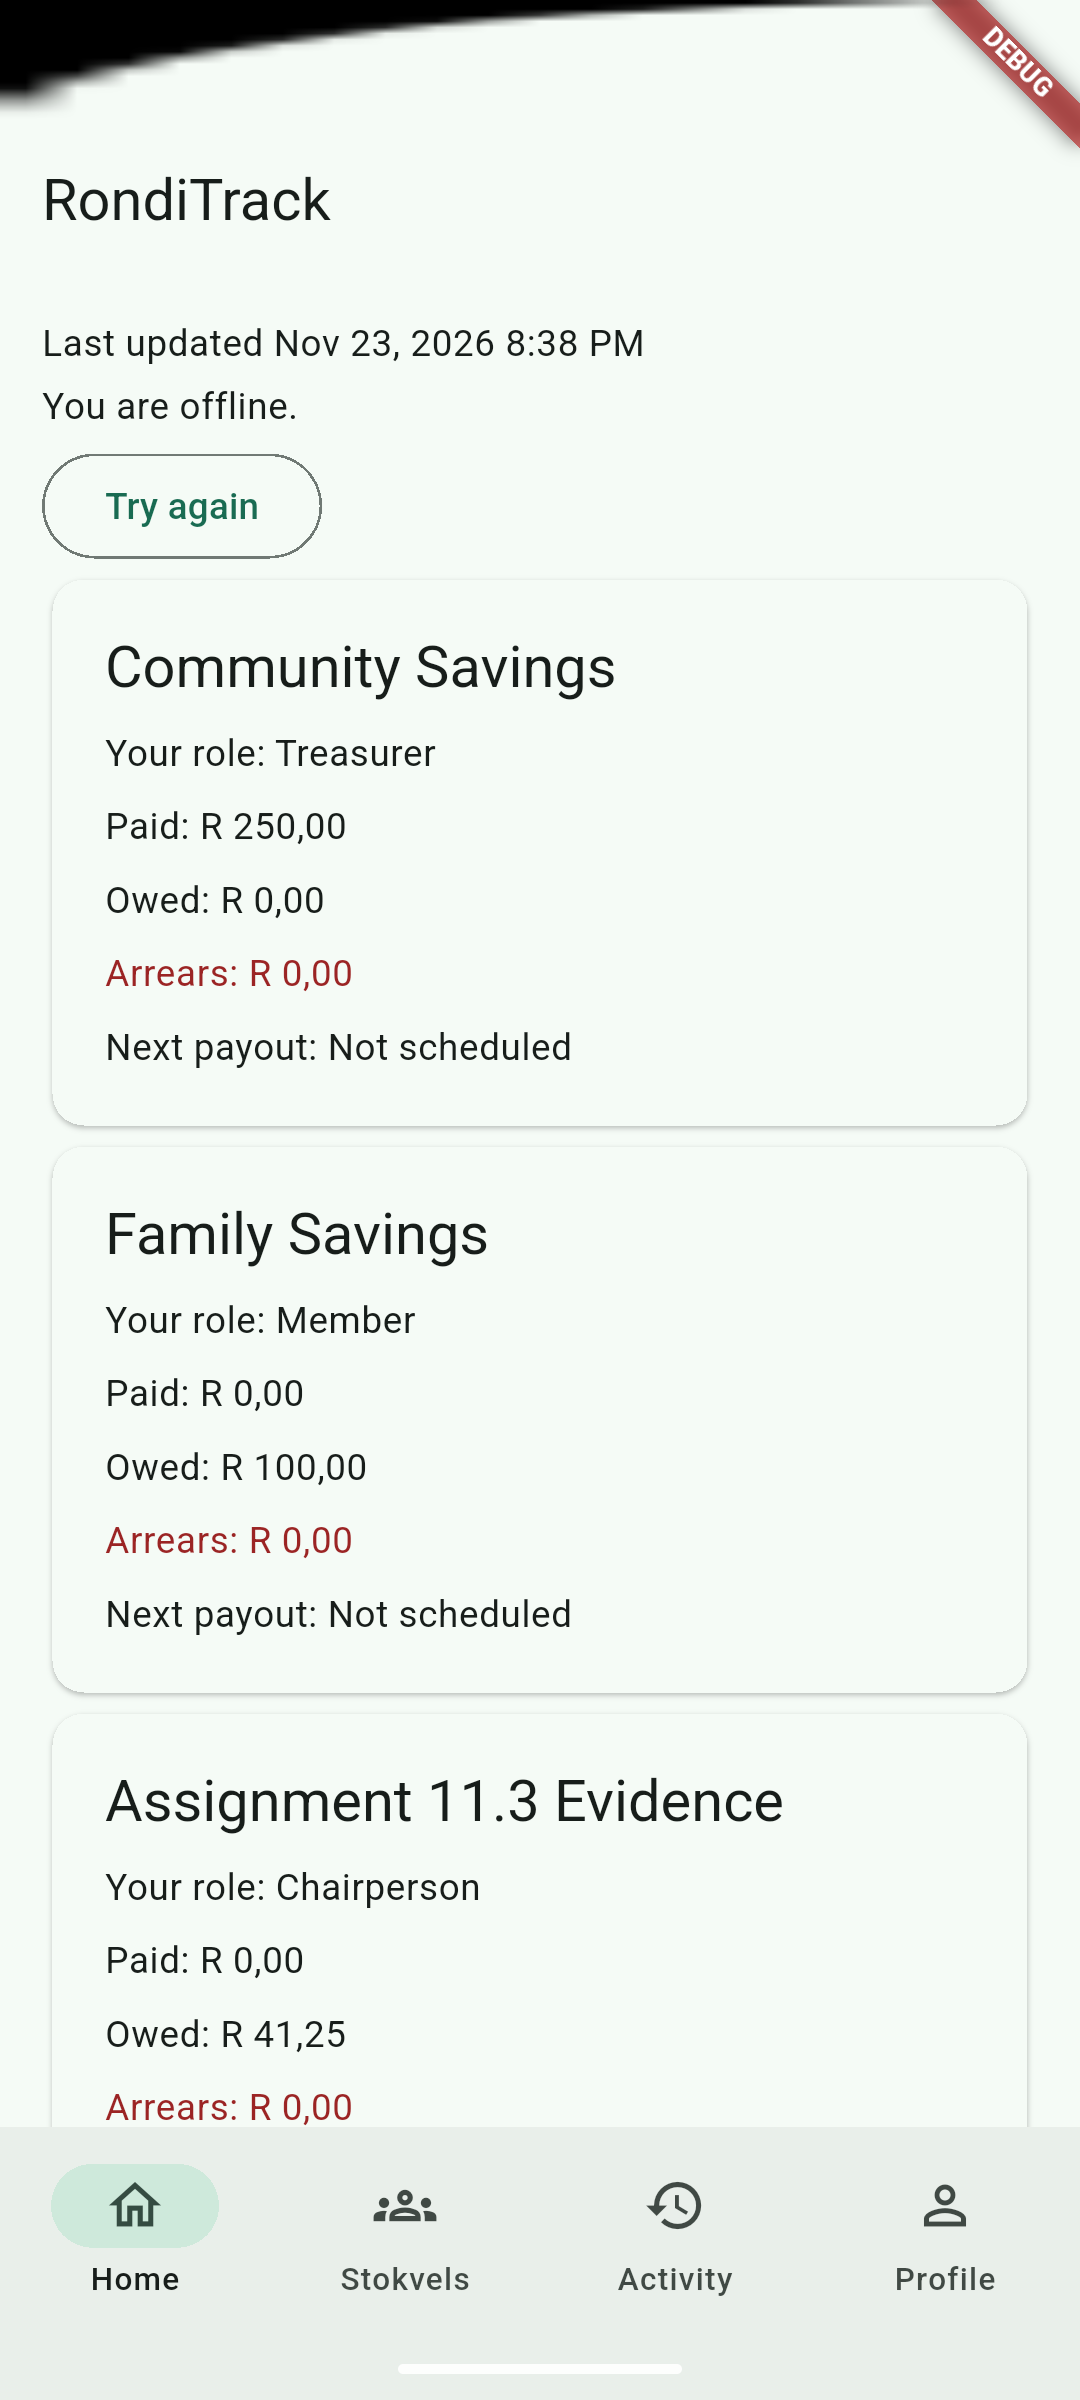 DEBUG
RondiTrack
Last updated Nov 23, 2026 8:38 PM
You are offline.
Try again
Community Savings
Your role: Treasurer
Paid: R 250,00
Owed: R 0,00
Arrears: R 0,00
Next payout: Not scheduled
Family Savings
Your role: Member
Paid: R 0,00
Owed: R 100,00
Arrears: R 0,00
Next payout: Not scheduled
Assignment 11.3 Evidence
Your role: Chairperson
Paid: R 0,00
Owed: R 41,25
Arrears: R 0,00
Home
Stokvels
Activity
Profile